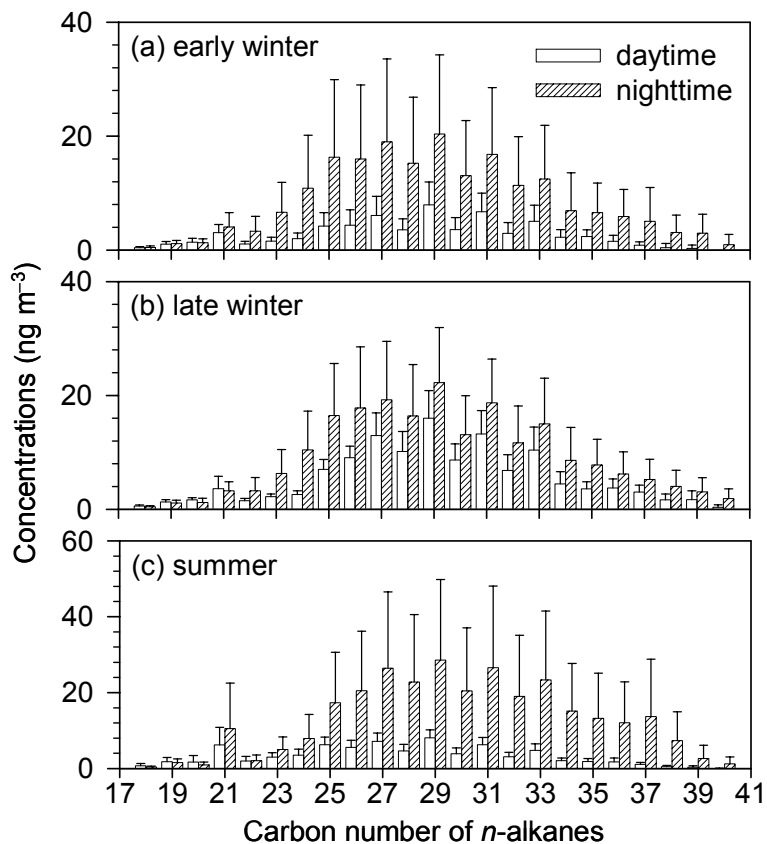 40
(a) early winter
daytime
nighttime
20
0
40
(b) late winter
20
0
60
(c) summer
40
20
0
17 19 21 23 25 27 29 31 33 35 37 39 41
Carbon number of n-alkanes
Concentrations (ng m⁻³)